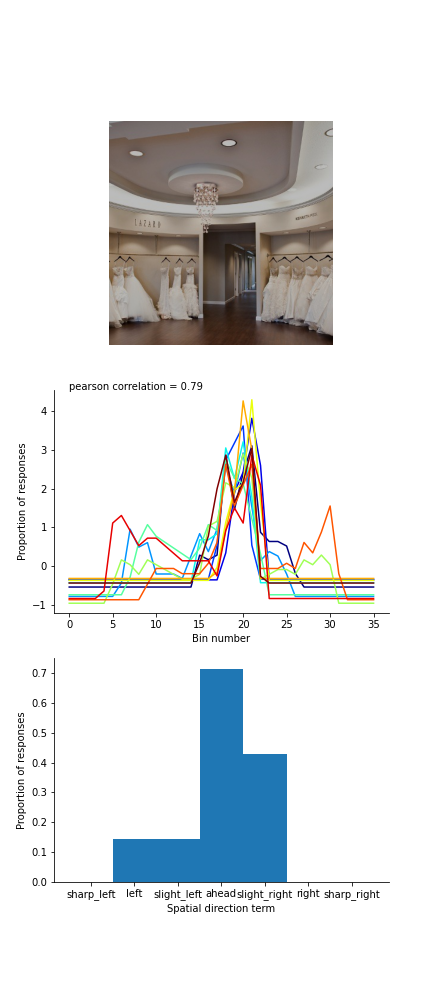 LAZARO
pearson correlation = 0.79
Proportion of responses
4
3
2
1
0
−1
0 5 10 15 20 25 30 35
Bin number
Proportion of responses
0.7
0.6
0.5
0.4
0.3
0.2
0.1
0.0
sharp_left left slight_left ahead slight_right right sharp_right
Spatial direction term